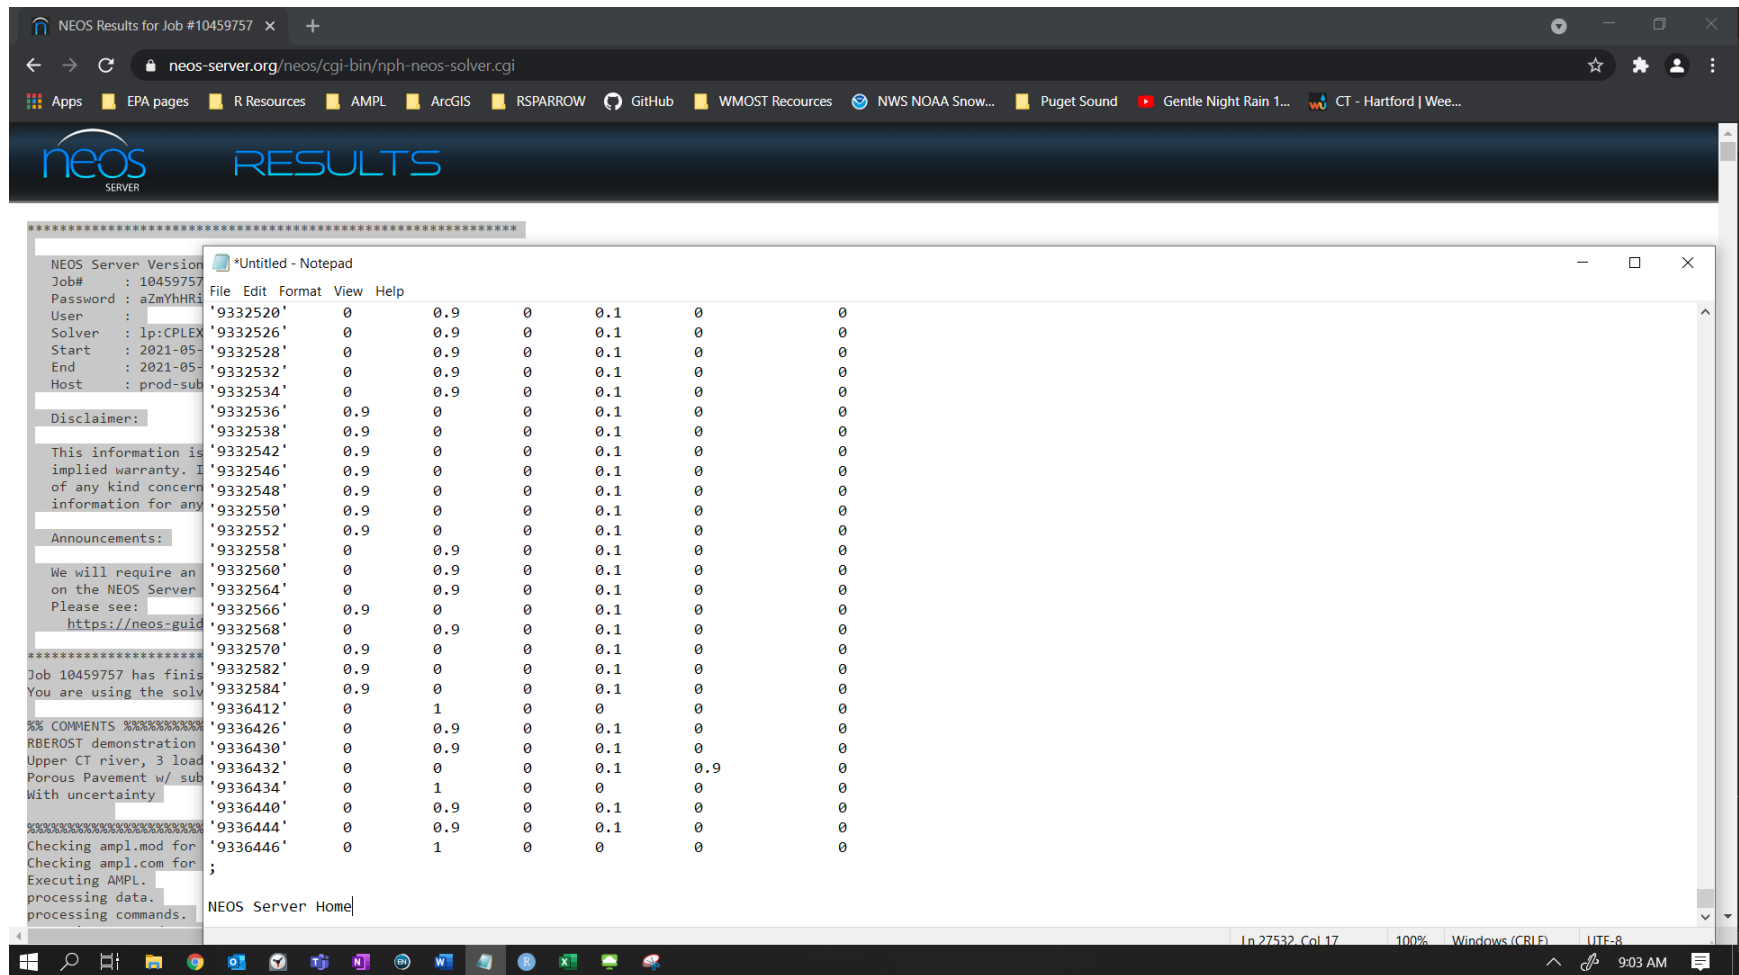 NEOS Results for Job #10459757
neos-server.org/neos/cgi-bin/nph-neos-solver.cgi
Apps EPA pages R Resources AMPL ArcGIS RSPARROW GitHub WMOST Recources NWS NOAA Snow... Puget Sound Gentle Night Rain 1... CT - Hartford | Wee...
neos SERVER RESULTS
*************************************************************
NEOS Server Version
Job# : 10459757
Password : aZmYhHRi
User :
Solver : lp:CPLEX
Start : 2021-05-
End : 2021-05-
Host : prod-sub
Disclaimer:
This information is
implied warranty. I
of any kind concern
information for any
Announcements:
We will require an
on the NEOS Server
Please see:
https://neos-guid
**********************
Job 10459757 has finis
You are using the solv
%% COMMENTS %%%%%%%%%%
RBEROST demonstration
Upper CT river, 3 load
Porous Pavement w/ sub
With uncertainty
%%%%%%%%%%%%%%%%%%%%%%
Checking ampl.mod for
Checking ampl.com for
Executing AMPL.
processing data.
processing commands.
*Untitled - Notepad
File Edit Format View Help
'9332520' 0 0.9 0 0.1 0 0
'9332526' 0 0.9 0 0.1 0 0
'9332528' 0 0.9 0 0.1 0 0
'9332532' 0 0.9 0 0.1 0 0
'9332534' 0 0.9 0 0.1 0 0
'9332536' 0.9 0 0 0.1 0 0
'9332538' 0.9 0 0 0.1 0 0
'9332542' 0.9 0 0 0.1 0 0
'9332546' 0.9 0 0 0.1 0 0
'9332548' 0.9 0 0 0.1 0 0
'9332550' 0.9 0 0 0.1 0 0
'9332552' 0.9 0 0 0.1 0 0
'9332558' 0 0.9 0 0.1 0 0
'9332560' 0 0.9 0 0.1 0 0
'9332564' 0 0.9 0 0.1 0 0
'9332566' 0.9 0 0 0.1 0 0
'9332568' 0 0.9 0 0.1 0 0
'9332570' 0.9 0 0 0.1 0 0
'9332582' 0.9 0 0 0.1 0 0
'9332584' 0.9 0 0 0.1 0 0
'9336412' 0 1 0 0 0 0
'9336426' 0 0.9 0 0.1 0 0
'9336430' 0 0.9 0 0.1 0 0
'9336432' 0 0 0 0.1 0.9 0
'9336434' 0 1 0 0 0 0
'9336440' 0 0.9 0 0.1 0 0
'9336444' 0 0.9 0 0.1 0 0
'9336446' 0 1 0 0 0 0
;
NEOS Server Home
Ln 27532, Col 17 100% Windows (CRLF) UTF-8
9:03 AM